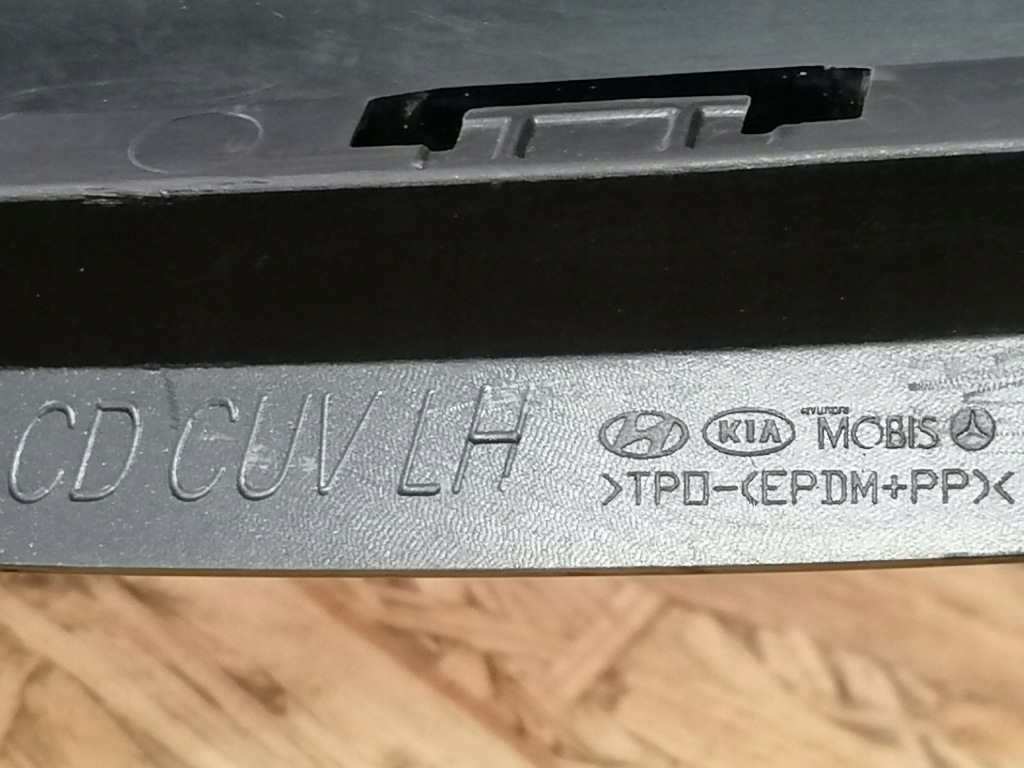 CD CUV LH
KIA HYUNDAI MOBIS
>TPO-(EPDM+PP)<